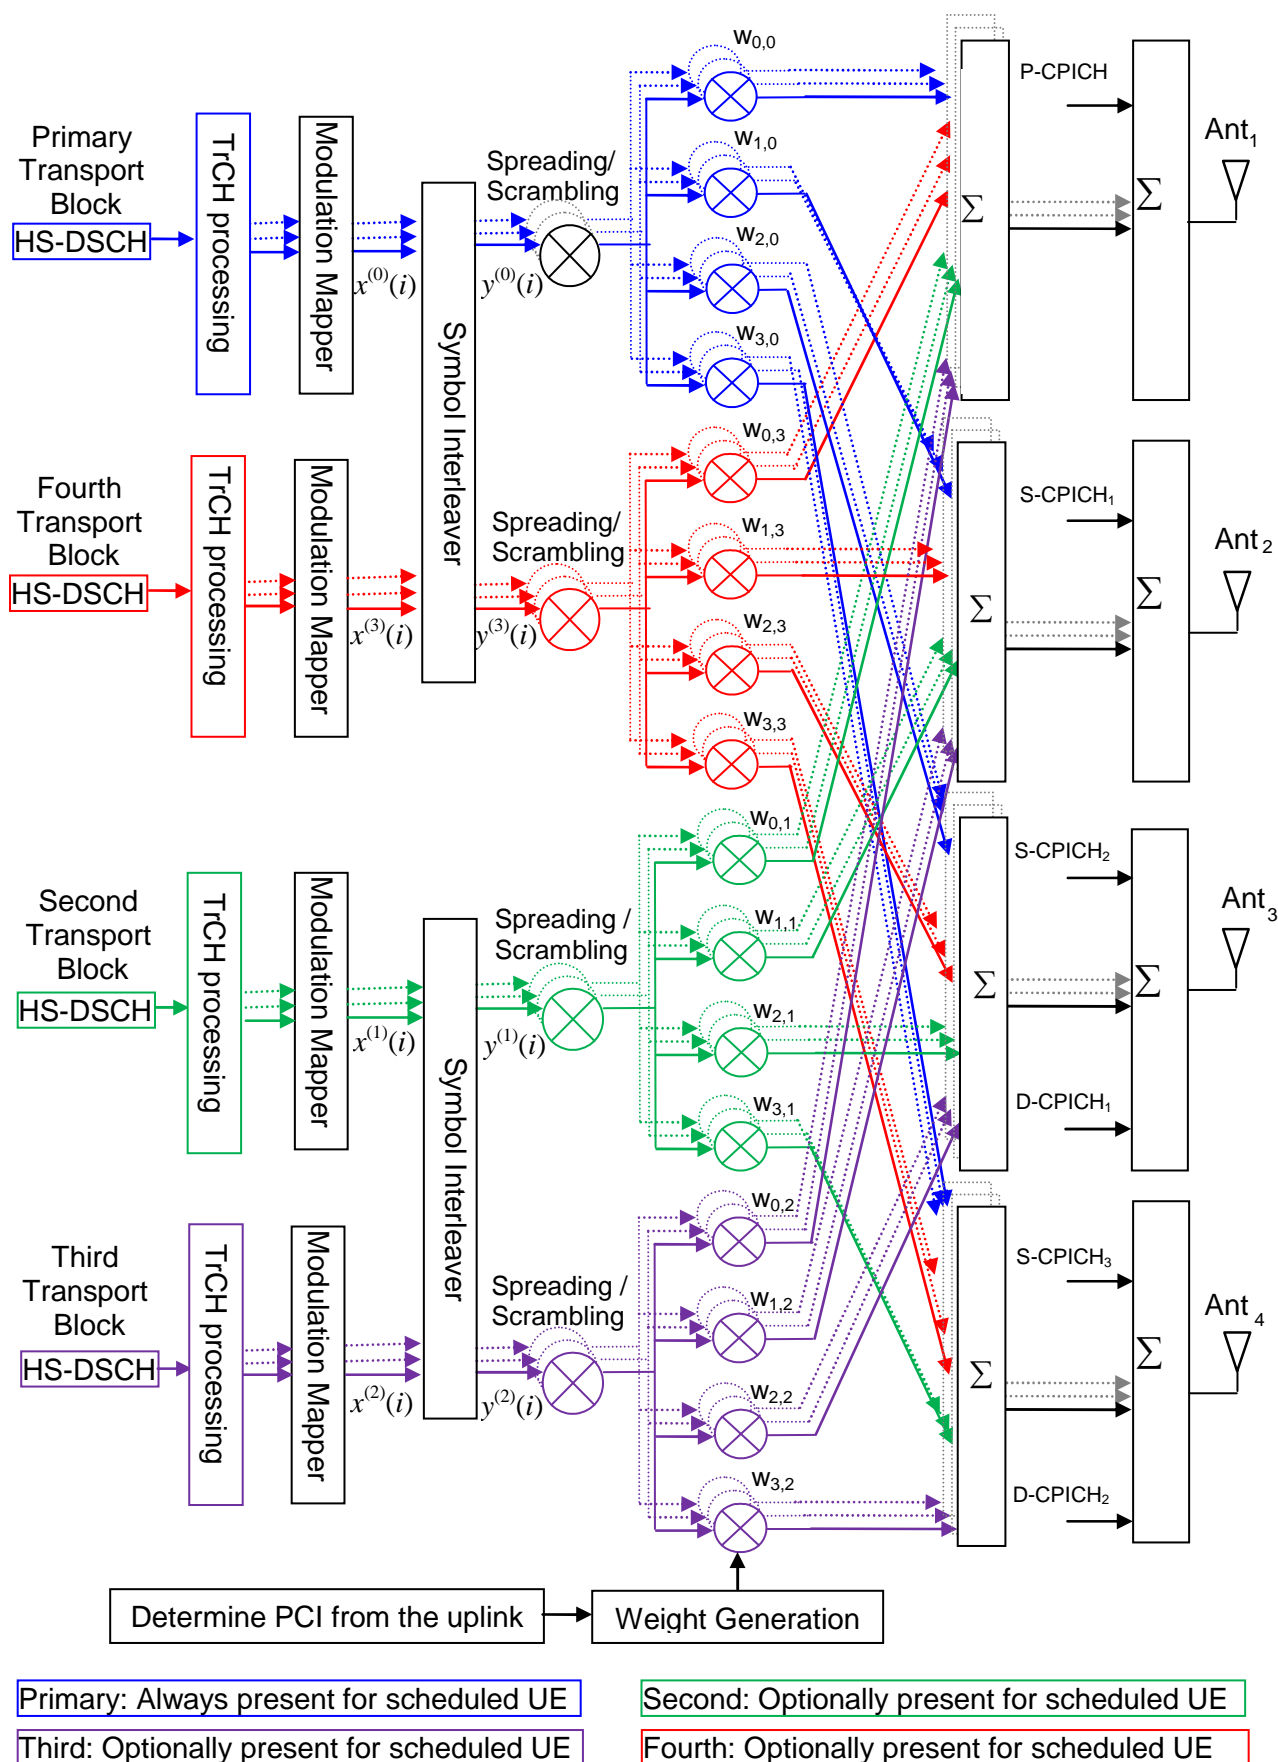 Primary
Transport
Block
HS-DSCH
TrCH processing
Modulation Mapper
x^(0)(i)
Symbol Interleaver
y^(0)(i)
Spreading/
Scrambling
w0,0
w1,0
w2,0
w3,0
Σ
P-CPICH
Σ
Ant1
Fourth
Transport
Block
HS-DSCH
TrCH processing
Modulation Mapper
x^(3)(i)
y^(3)(i)
Spreading/
Scrambling
w0,3
w1,3
w2,3
w3,3
Σ
S-CPICH1
Σ
Ant2
Second
Transport
Block
HS-DSCH
TrCH processing
Modulation Mapper
x^(1)(i)
Symbol Interleaver
y^(1)(i)
Spreading /
Scrambling
w0,1
w1,1
w2,1
w3,1
Σ
S-CPICH2
D-CPICH1
Σ
Ant3
Third
Transport
Block
HS-DSCH
TrCH processing
Modulation Mapper
x^(2)(i)
y^(2)(i)
Spreading /
Scrambling
w0,2
w1,2
w2,2
w3,2
Σ
S-CPICH3
D-CPICH2
Σ
Ant4
Determine PCI from the uplink
Weight Generation
Primary: Always present for scheduled UE
Second: Optionally present for scheduled UE
Third: Optionally present for scheduled UE
Fourth: Optionally present for scheduled UE